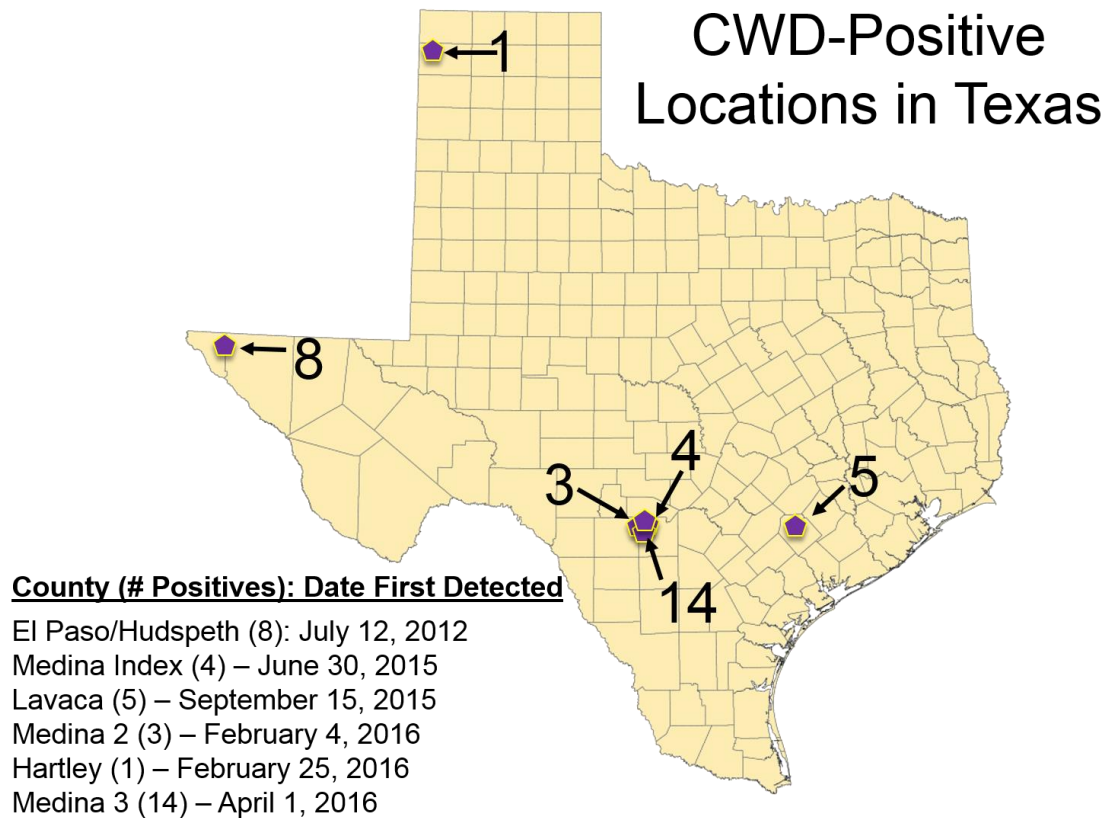 CWD-Positive
Locations in Texas
1
8
4
3
5
14
County (# Positives): Date First Detected
El Paso/Hudspeth (8): July 12, 2012
Medina Index (4) – June 30, 2015
Lavaca (5) – September 15, 2015
Medina 2 (3) – February 4, 2016
Hartley (1) – February 25, 2016
Medina 3 (14) – April 1, 2016